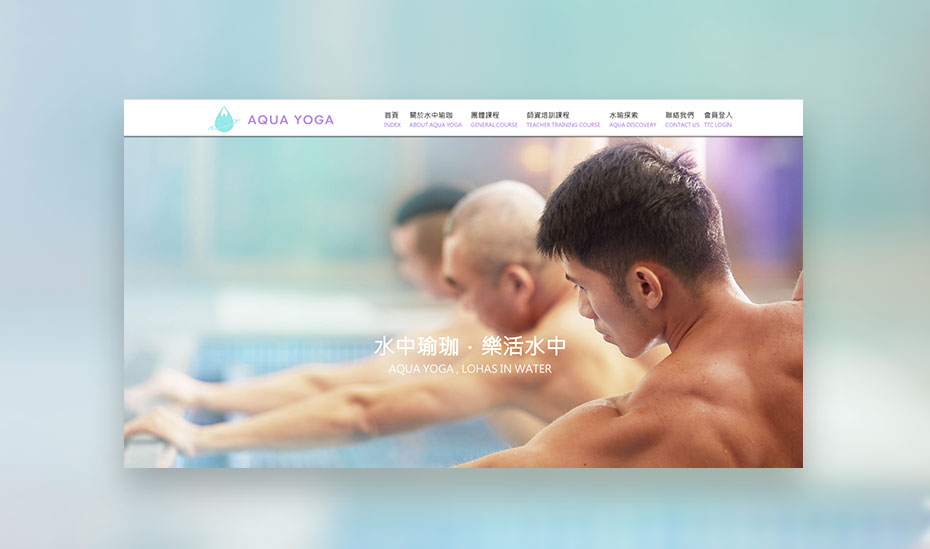 AQUA YOGA
首頁 關於水中瑜珈 團體課程 師資培訓課程 水瑜探索 聯絡我們 會員登入
INDEX ABOUT AQUA YOGA GENERAL COURSE TEACHER TRAINING COURSE AQUA DISCOVERY CONTACT US TTC LOGIN
水中瑜珈 · 樂活水中
AQUA YOGA , LOHAS IN WATER